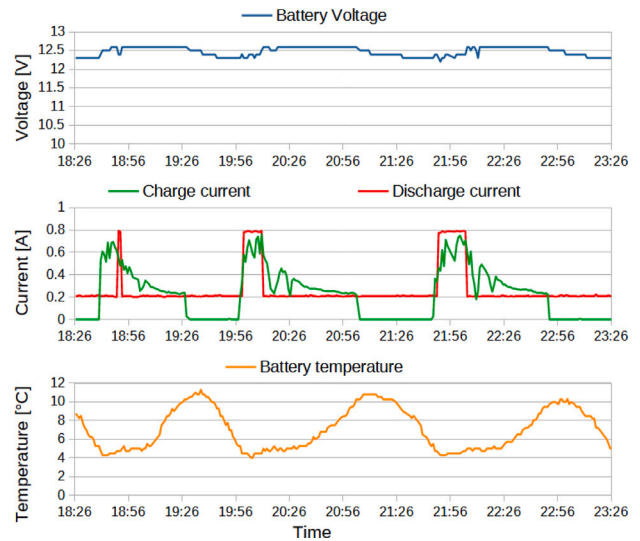 Battery Voltage
Voltage [V]
13
12.5
12
11.5
11
10.5
10
18:26 18:56 19:26 19:56 20:26 20:56 21:26 21:56 22:26 22:56 23:26
Charge current Discharge current
Current [A]
1
0.8
0.6
0.4
0.2
0
18:26 18:56 19:26 19:56 20:26 20:56 21:26 21:56 22:26 22:56 23:26
Battery temperature
Temperature [°C]
12
10
8
6
4
2
0
18:26 18:56 19:26 19:56 20:26 20:56 21:26 21:56 22:26 22:56 23:26
Time